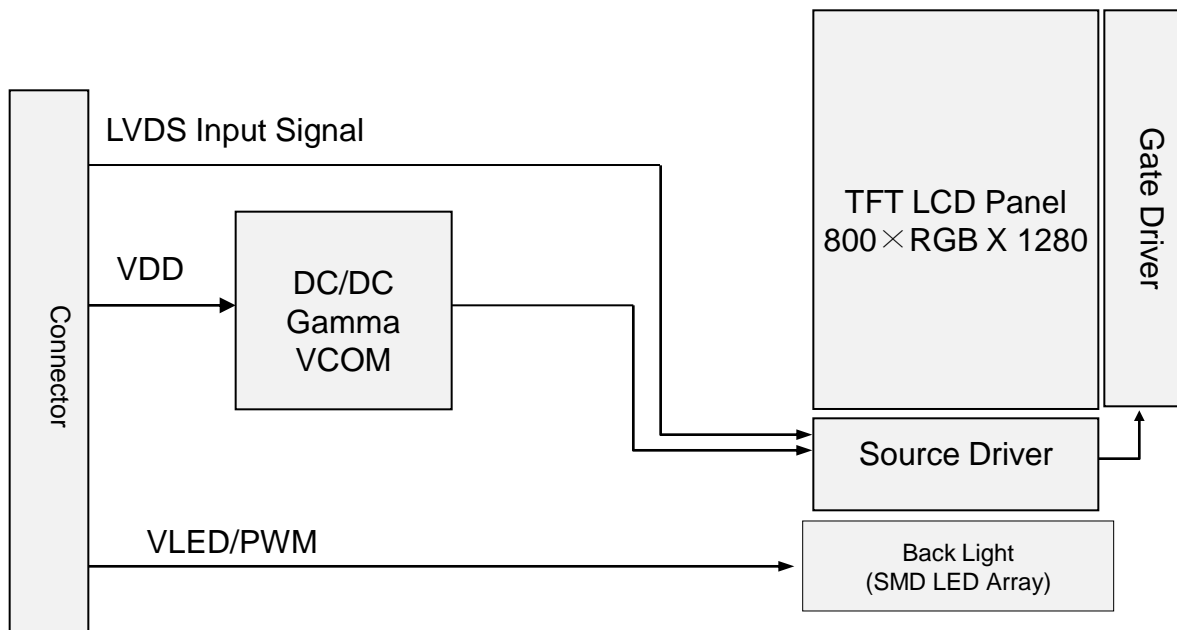 LVDS Input Signal
VDD
DC/DC
Gamma
VCOM
Connector
TFT LCD Panel
800×RGB X 1280
Gate Driver
Source Driver
VLED/PWM
Back Light
(SMD LED Array)